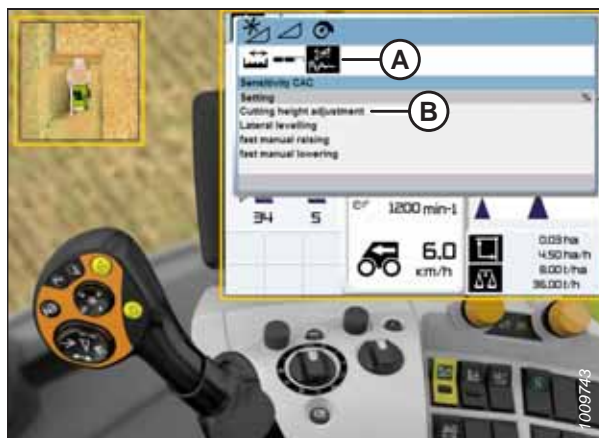 A
Sensitivity CAC
Setting %
Cutting height adjustment
B
Lateral levelling
fast manual raising
fast manual lowering
34 5
1200 min-1
6.0
km/h
0.03 ha
4.50 ha/h
8.00 t/ha
36.00 t/h
1009743